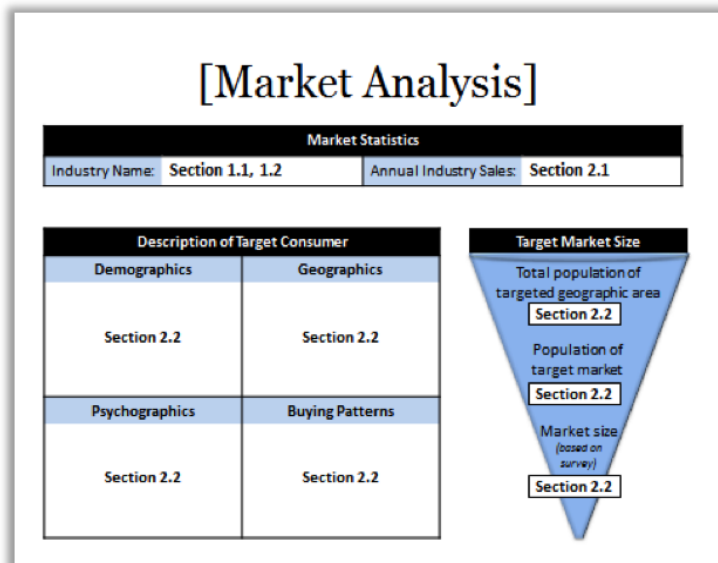 [Market Analysis]
Market Statistics
Industry Name: Section 1.1, 1.2 Annual Industry Sales: Section 2.1
Description of Target Consumer
Demographics Geographics
Section 2.2 Section 2.2
Psychographics Buying Patterns
Section 2.2 Section 2.2
Target Market Size
Total population of
targeted geographic area
Section 2.2
Population of
target market
Section 2.2
Market size
(based on
survey)
Section 2.2